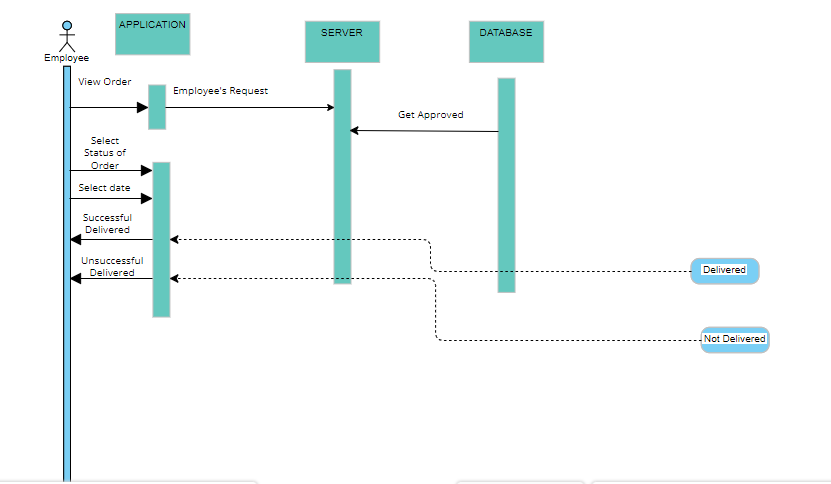 APPLICATION
SERVER
DATABASE
Employee
View Order
Employee's Request
Get Approved
Select
Status of
Order
Select date
Successful
Delivered
Unsuccessful
Delivered
Delivered
Not Delivered